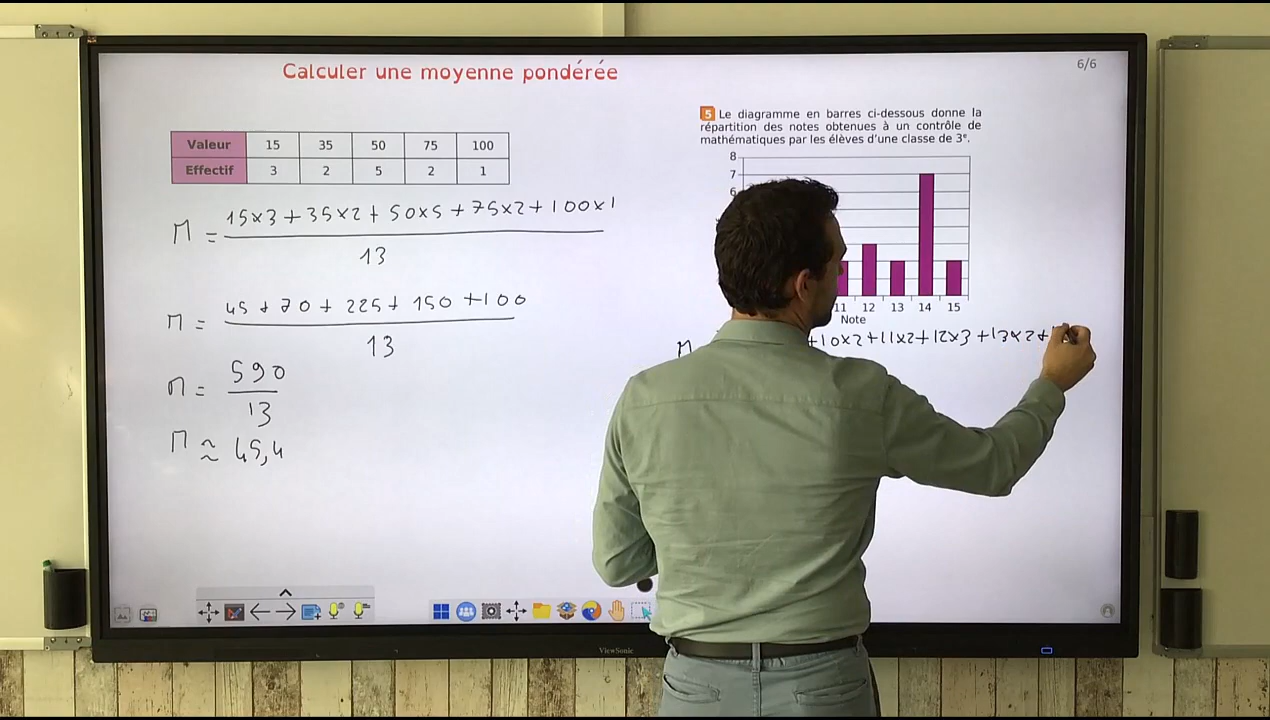 Calculer une moyenne pondérée
6/6
Valeur 15 35 50 75 100
Effectif 3 2 5 2 1
M = 15×3+35×2+50×5+75×2+100×1
13
M = 45+70+225+150+100
13
M = 590
13
M ≈ 45,4
5 Le diagramme en barres ci-dessous donne la
répartition des notes obtenues à un contrôle de
mathématiques par les élèves d'une classe de 3e.
8
7
6
11 12 13 14 15
Note
M +10×2+11×2+12×3+13×2+
ViewSonic